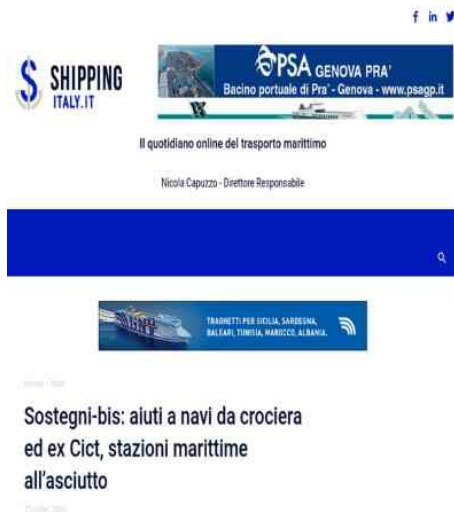 SHIPPING
ITALY.IT
PSA GENOVA PRA'
Bacino portuale di Pra' - Genova - www.psagp.it
Il quotidiano online del trasporto marittimo
Nicola Capuzzo - Direttore Responsabile
TRAGHETTI PER SICILIA, SARDEGNA,
BALEARI, TUNISIA, MAROCCO, ALBANIA.
Sostegni-bis: aiuti a navi da crociera
ed ex Cict, stazioni marittime
all'asciutto